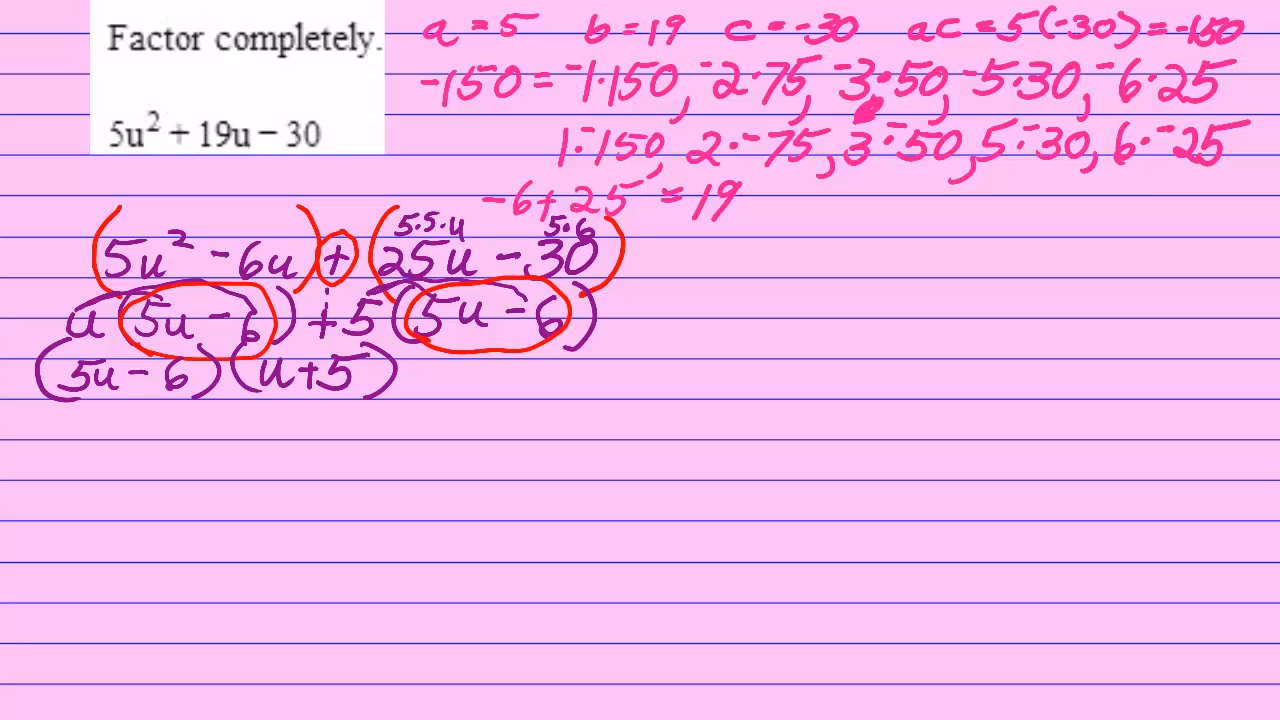 Factor completely.
5u² + 19u − 30
a = 5 b = 19 c = -30 ac = 5(-30) = -150
-150 = -1·150, -2·75, -3·50, -5·30, -6·25
1·-150, 2·-75, 3·-50, 5·-30, 6·-25
-6+25 = 19
5·5·u 5·6
(5u² - 6u) + (25u - 30)
u(5u - 6) + 5(5u - 6)
(5u - 6)(u+5)